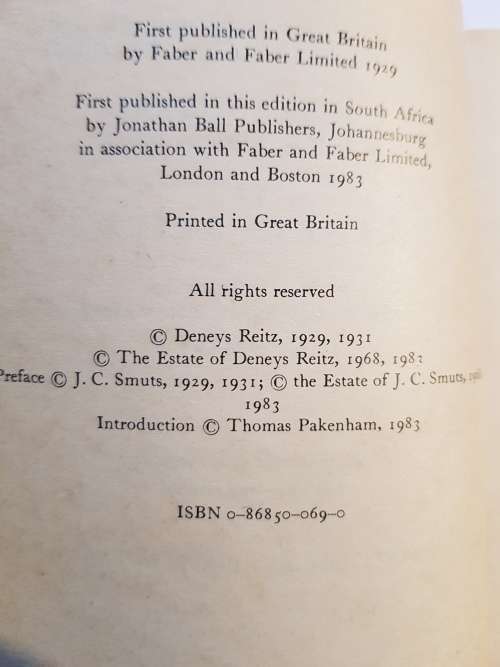 First published in Great Britain
by Faber and Faber Limited 1929
First published in this edition in South Africa
by Jonathan Ball Publishers, Johannesburg
in association with Faber and Faber Limited,
London and Boston 1983
Printed in Great Britain
All rights reserved
© Deneys Reitz, 1929, 1931
© The Estate of Deneys Reitz, 1968,
Preface © J. C. Smuts, 1929, 1931; © the Estate of J. C. Smuts,
1983
Introduction © Thomas Pakenham, 1983
ISBN 0–86850–069–0